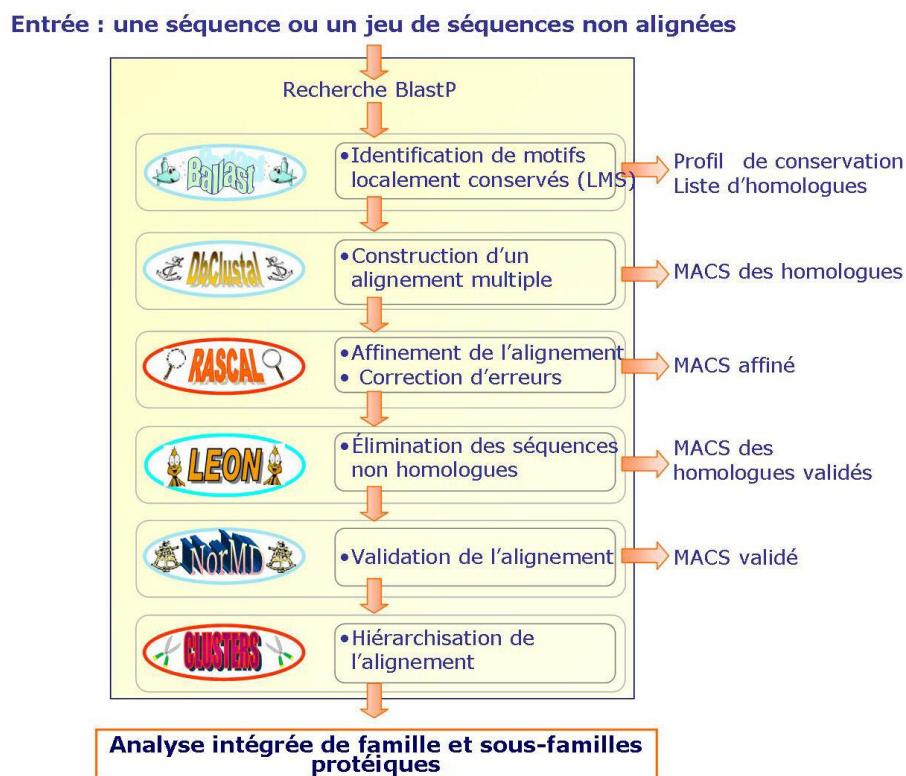 Entrée : une séquence ou un jeu de séquences non alignées
Recherche BlastP
Ballast
•Identification de motifs
localement conservés (LMS)
Profil de conservation
Liste d'homologues
DbClustal
•Construction d'un
alignement multiple
MACS des homologues
RASCAL
•Affinement de l'alignement
• Correction d'erreurs
MACS affiné
LEON
•Élimination des séquences
non homologues
MACS des
homologues validés
NorMD
•Validation de l'alignement
MACS validé
CLUSTERS
•Hiérarchisation de
l'alignement
Analyse intégrée de famille et sous-familles
protéiques